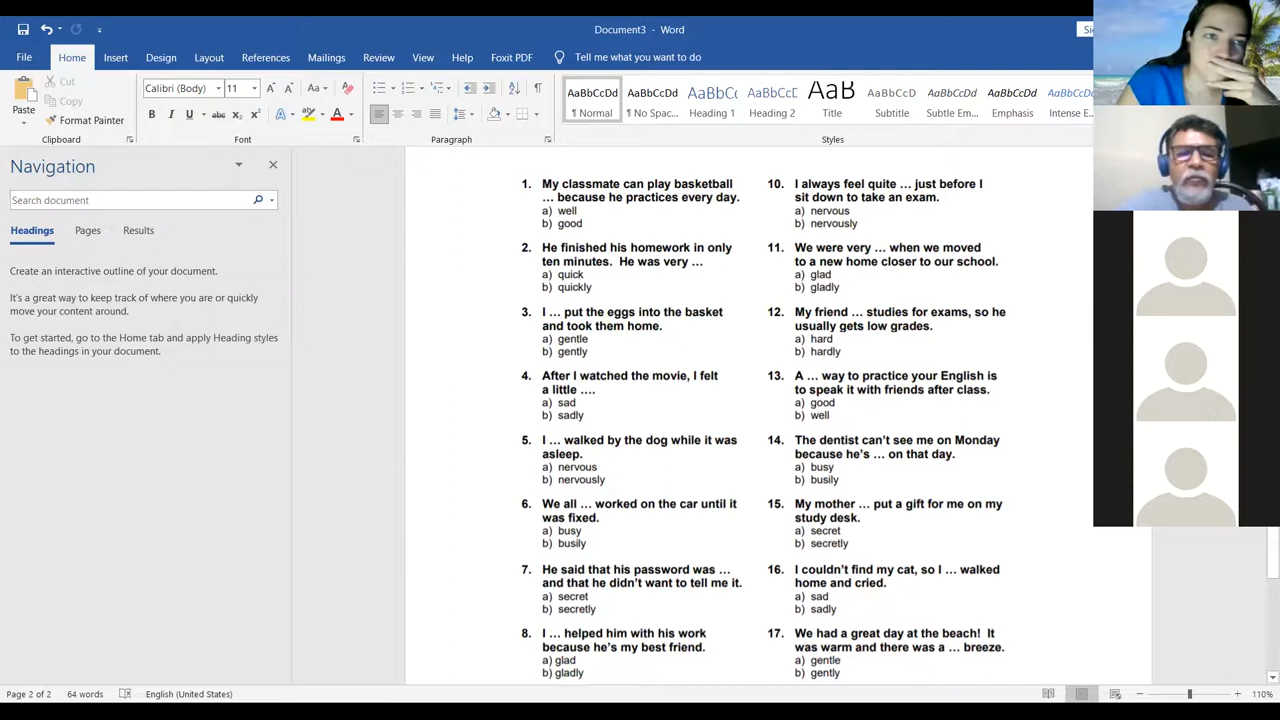 Document3 - Word
File Home Insert Design Layout References Mailings Review View Help Foxit PDF Tell me what you want to do
Paste
Cut
Copy
Format Painter
Clipboard
Calibri (Body) 11
Font
Paragraph
AaBbCcDd AaBbCcDd AaBbCc AaBbCcD AaB AaBbCcD AaBbCcDd AaBbCcDd AaBbCcDd
¶ Normal ¶ No Spac... Heading 1 Heading 2 Title Subtitle Subtle Em... Emphasis Intense E...
Styles
Navigation
Search document
Headings Pages Results
Create an interactive outline of your document.
It's a great way to keep track of where you are or quickly
move your content around.
To get started, go to the Home tab and apply Heading styles
to the headings in your document.
1. My classmate can play basketball
… because he practices every day.
a) well
b) good
2. He finished his homework in only
ten minutes. He was very …
a) quick
b) quickly
3. I … put the eggs into the basket
and took them home.
a) gentle
b) gently
4. After I watched the movie, I felt
a little ….
a) sad
b) sadly
5. I … walked by the dog while it was
asleep.
a) nervous
b) nervously
6. We all … worked on the car until it
was fixed.
a) busy
b) busily
7. He said that his password was …
and that he didn't want to tell me it.
a) secret
b) secretly
8. I … helped him with his work
because he's my best friend.
a) glad
b) gladly
10. I always feel quite … just before I
sit down to take an exam.
a) nervous
b) nervously
11. We were very … when we moved
to a new home closer to our school.
a) glad
b) gladly
12. My friend … studies for exams, so he
usually gets low grades.
a) hard
b) hardly
13. A … way to practice your English is
to speak it with friends after class.
a) good
b) well
14. The dentist can't see me on Monday
because he's … on that day.
a) busy
b) busily
15. My mother … put a gift for me on my
study desk.
a) secret
b) secretly
16. I couldn't find my cat, so I … walked
home and cried.
a) sad
b) sadly
17. We had a great day at the beach! It
was warm and there was a … breeze.
a) gentle
b) gently
Page 2 of 2 64 words English (United States) 110%